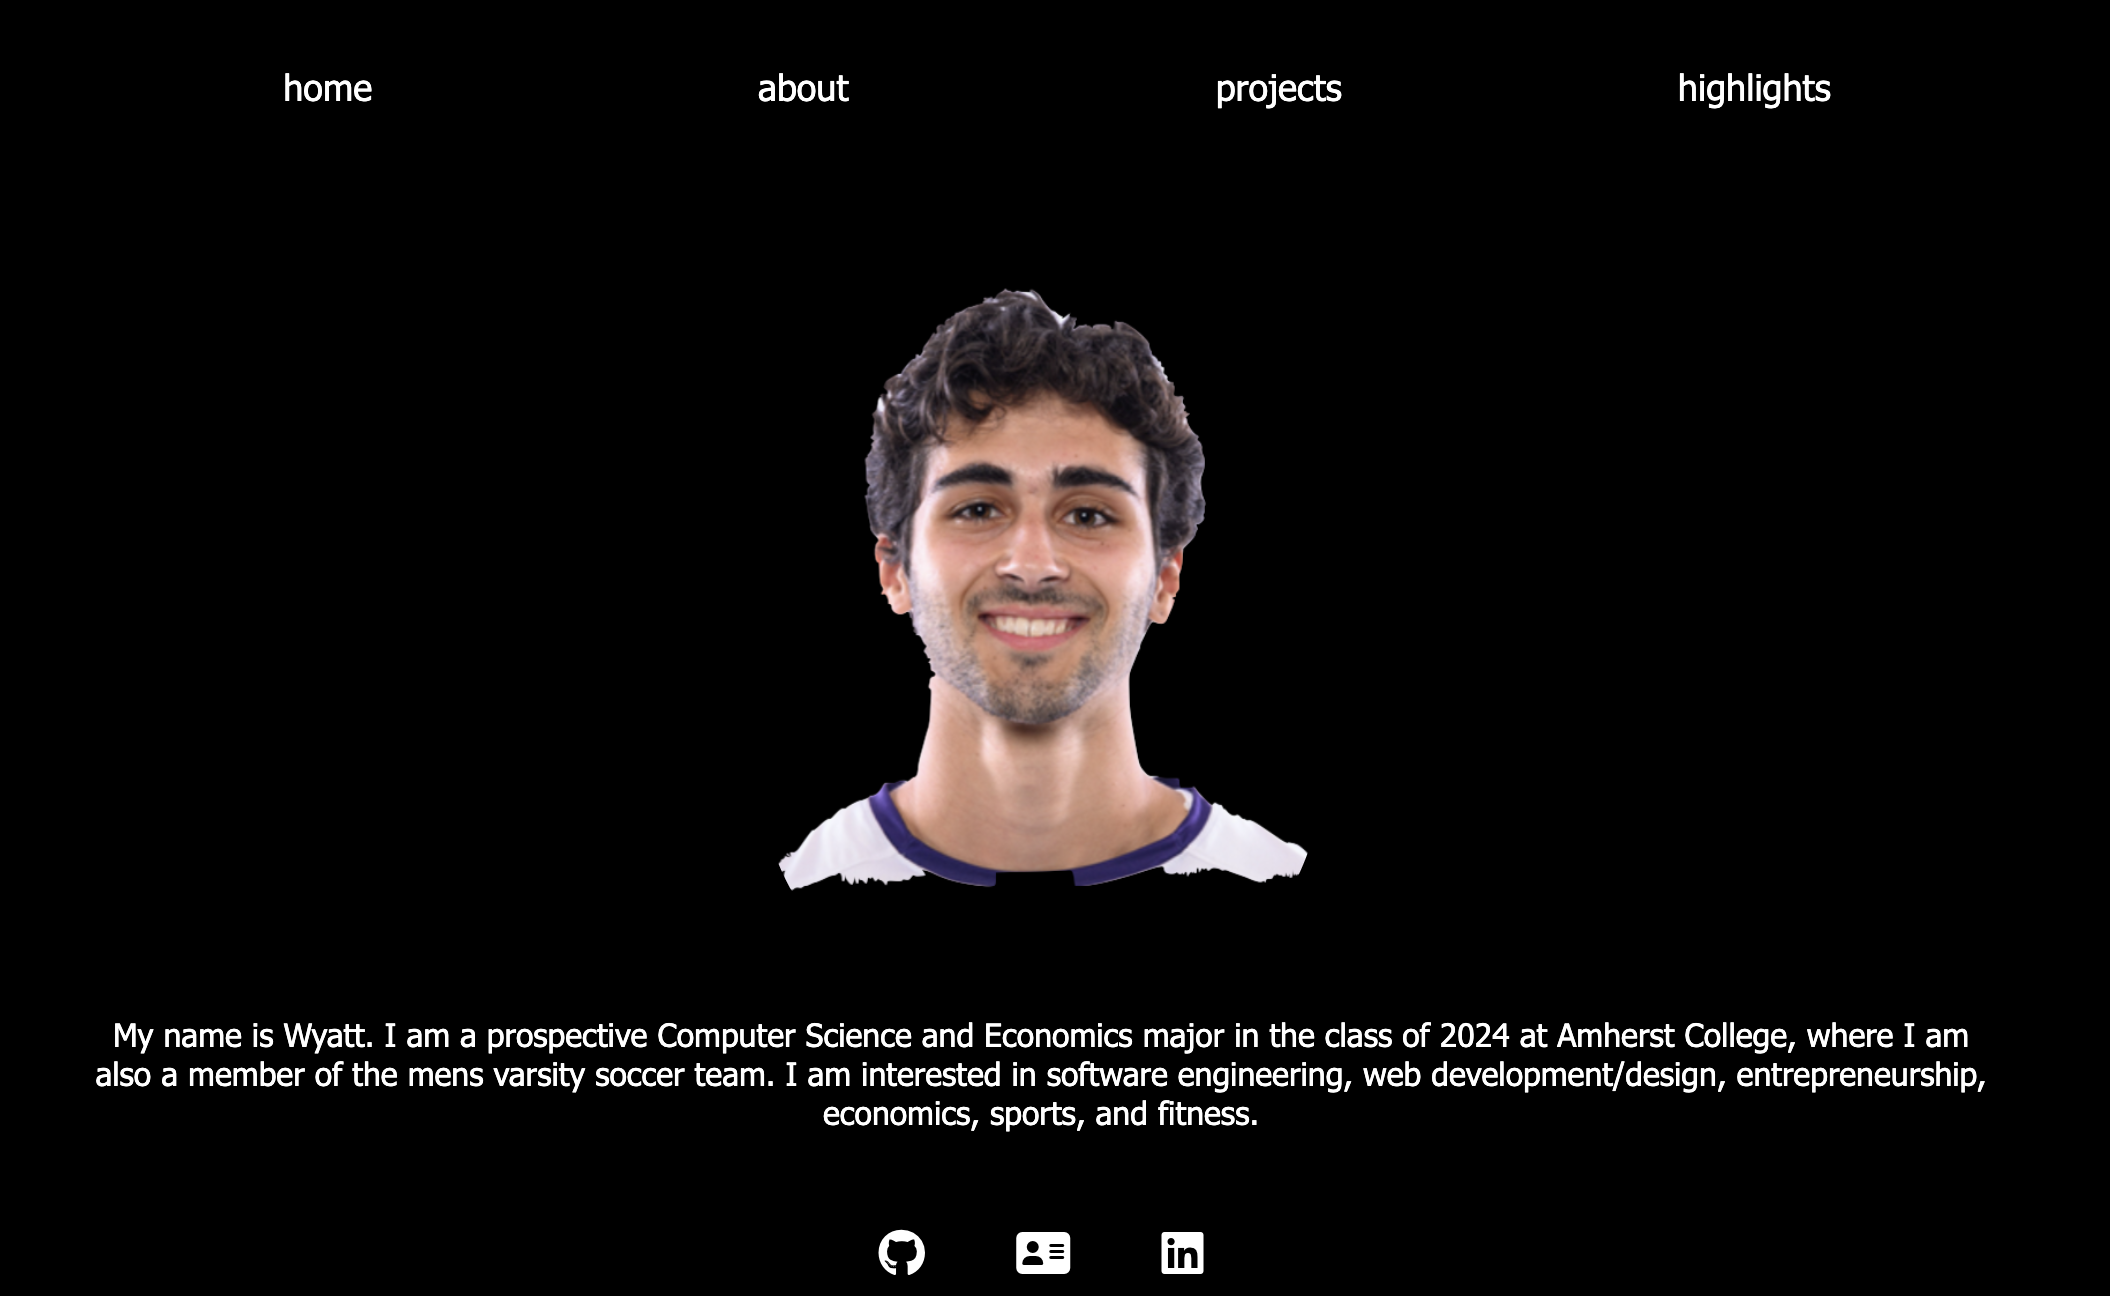 home about projects highlights
My name is Wyatt. I am a prospective Computer Science and Economics major in the class of 2024 at Amherst College, where I am
also a member of the mens varsity soccer team. I am interested in software engineering, web development/design, entrepreneurship,
economics, sports, and fitness.
in